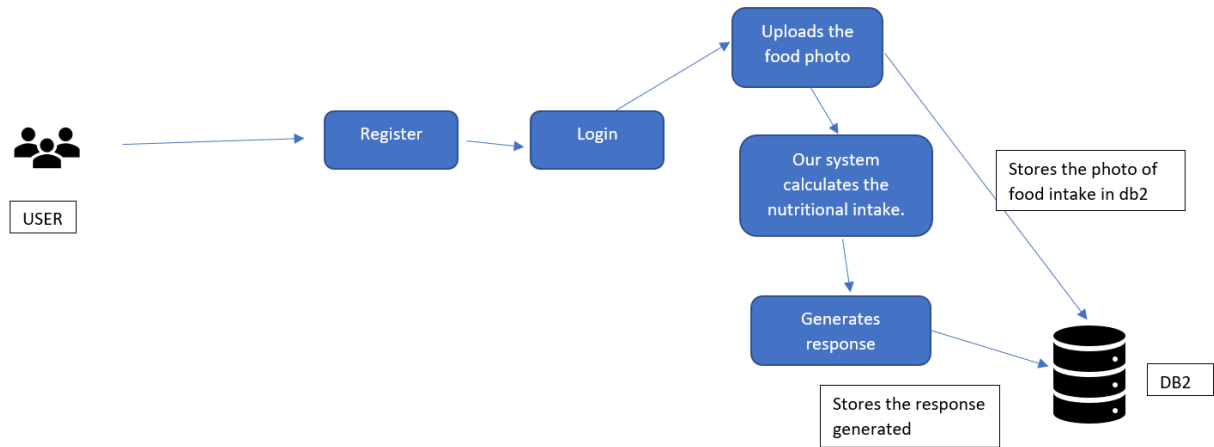 Uploads the
food photo
Register
Login
USER
Our system
calculates the
nutritional intake.
Stores the photo of
food intake in db2
Generates
response
DB2
Stores the response
generated